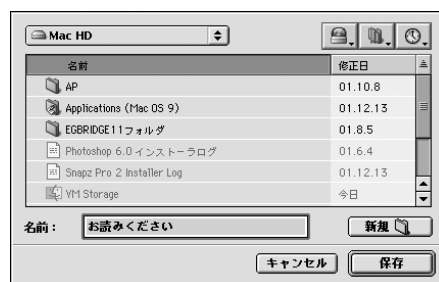 Mac HD
名前 修正日
AP 01.10.8
Applications (Mac OS 9) 01.12.13
EGBRIDGE11フォルダ 01.8.5
Photoshop 6.0 インストーラログ 01.6.4
Snapz Pro 2 Installer Log 01.12.13
VM Storage 今日
名前： お読みください 新規
キャンセル 保存